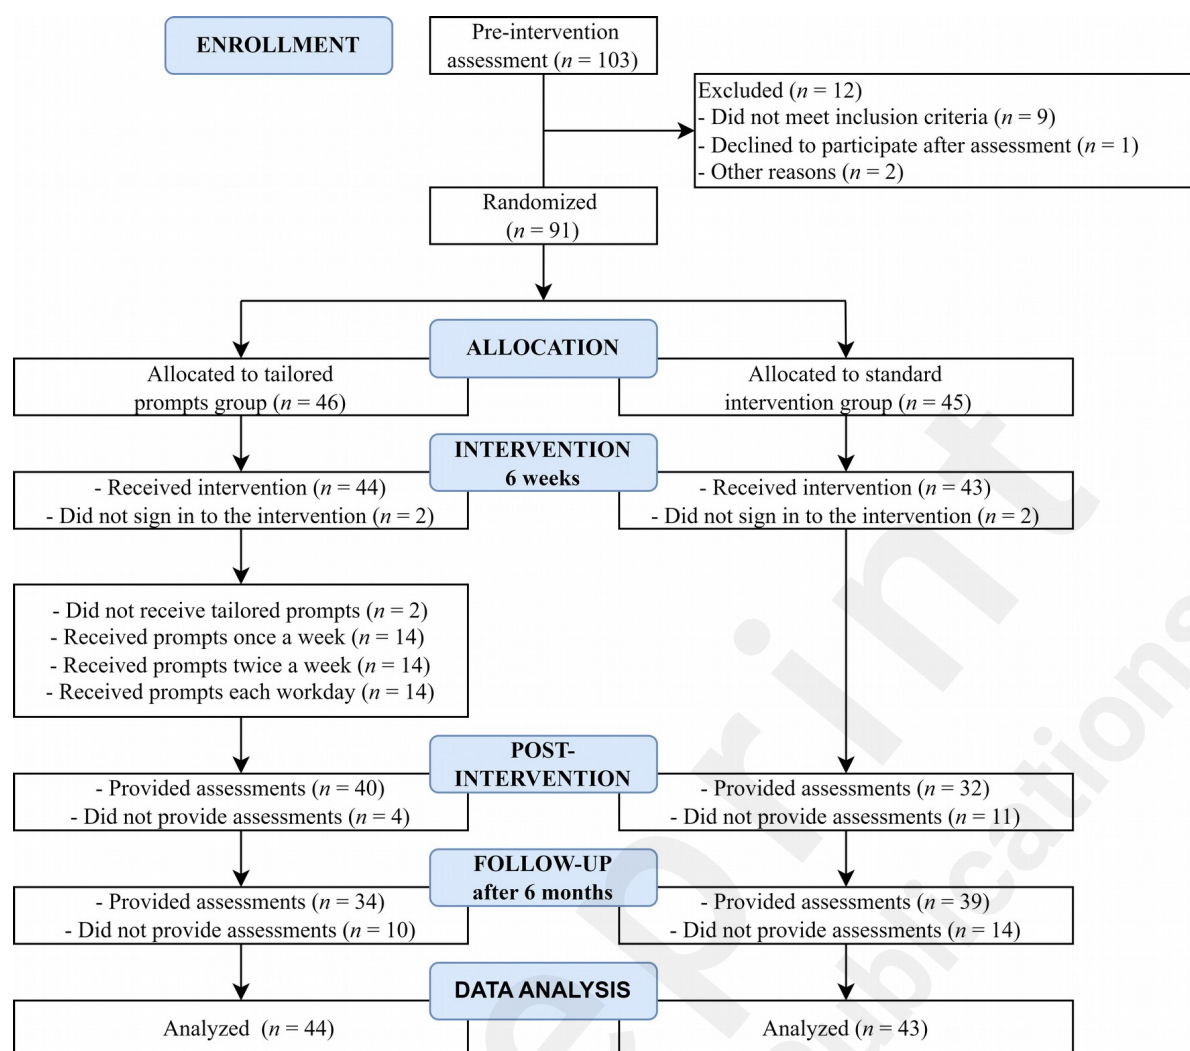 ENROLLMENT
Pre-intervention
assessment (n = 103)
Excluded (n = 12)
- Did not meet inclusion criteria (n = 9)
- Declined to participate after assessment (n = 1)
- Other reasons (n = 2)
Randomized
(n = 91)
ALLOCATION
Allocated to tailored
prompts group (n = 46)
Allocated to standard
intervention group (n = 45)
INTERVENTION
6 weeks
- Received intervention (n = 44)
- Did not sign in to the intervention (n = 2)
- Received intervention (n = 43)
- Did not sign in to the intervention (n = 2)
- Did not receive tailored prompts (n = 2)
- Received prompts once a week (n = 14)
- Received prompts twice a week (n = 14)
- Received prompts each workday (n = 14)
POST-
INTERVENTION
- Provided assessments (n = 40)
- Did not provide assessments (n = 4)
- Provided assessments (n = 32)
- Did not provide assessments (n = 11)
FOLLOW-UP
after 6 months
- Provided assessments (n = 34)
- Did not provide assessments (n = 10)
- Provided assessments (n = 39)
- Did not provide assessments (n = 14)
DATA ANALYSIS
Analyzed (n = 44)
Analyzed (n = 43)
eprint
ublications